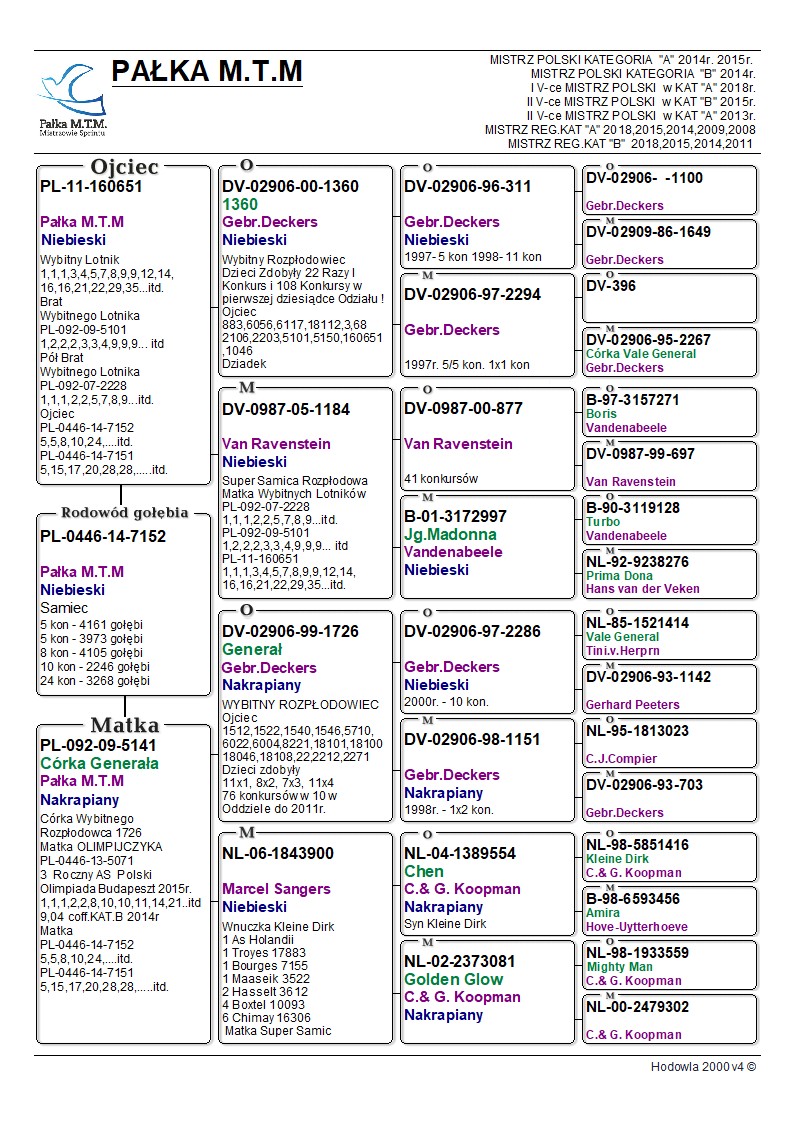 PAŁKA M.T.M
Pałka M.T.M.
Mistrzowie Sprintu
MISTRZ POLSKI KATEGORIA "A" 2014r. 2015r.
MISTRZ POLSKI KATEGORIA "B" 2014r.
I V-ce MISTRZ POLSKI w KAT "A" 2018r.
II V-ce MISTRZ POLSKI w KAT "B" 2015r.
II V-ce MISTRZ POLSKI w KAT "A" 2013r.
MISTRZ REG.KAT "A" 2018,2015,2014,2009,2008
MISTRZ REG.KAT "B" 2018,2015,2014,2011
Ojciec
PL-11-160651
Pałka M.T.M
Niebieski
Wybitny Lotnik
1,1,1,3,4,5,7,8,9,9,12,14,
16,16,21,22,29,35...itd.
Brat
Wybitnego Lotnika
PL-092-09-5101
1,2,2,2,3,3,4,9,9,9... itd
Pół Brat
Wybitnego Lotnika
PL-092-07-2228
1,1,1,2,2,5,7,8,9...itd.
Ojciec
PL-0446-14-7152
5,5,8,10,24,....itd.
PL-0446-14-7151
5,15,17,20,28,28,.....itd.
Rodowód gołębia
PL-0446-14-7152
Pałka M.T.M
Niebieski
Samiec
5 kon - 4161 gołębi
5 kon - 3973 gołębi
8 kon - 4105 gołębi
10 kon - 2246 gołębi
24 kon - 3268 gołębi
Matka
PL-092-09-5141
Córka Generała
Pałka M.T.M
Nakrapiany
Córka Wybitnego
Rozpłodowca 1726
Matka OLIMPIJCZYKA
PL-0446-13-5071
3 Roczny AS Polski
Olimpiada Budapeszt 2015r.
1,1,1,2,2,8,10,10,11,14,21..itd
9,04 coff.KAT.B 2014r
Matka
PL-0446-14-7152
5,5,8,10,24,....itd.
PL-0446-14-7151
5,15,17,20,28,28,.....itd.
O
DV-02906-00-1360
1360
Gebr.Deckers
Niebieski
Wybitny Rozpłodowiec
Dzieci Zdobyły 22 Razy I
Konkurs i 108 Konkursy w
pierwszej dziesiądce Odziału !
Ojciec
883,6056,6117,18112,3,68
2106,2203,5101,5150,160651
,1046
Dziadek
M
DV-0987-05-1184
Van Ravenstein
Niebieski
Super Samica Rozpłodowa
Matka Wybitnych Lotników
PL-092-07-2228
1,1,1,2,2,5,7,8,9...itd.
PL-092-09-5101
1,2,2,2,3,3,4,9,9,9... itd
PL-11-160651
1,1,1,3,4,5,7,8,9,9,12,14,
16,16,21,22,29,35...itd.
O
DV-02906-99-1726
Generał
Gebr.Deckers
Nakrapiany
WYBITNY ROZPŁODOWIEC
Ojciec
1512,1522,1540,1546,5710,
6022,6004,8221,18101,18100
18046,18108,22,2212,2271
Dzieci zdobyły
11x1, 8x2, 7x3, 11x4
76 konkursów w 10 w
Oddziele do 2011r.
M
NL-06-1843900
Marcel Sangers
Niebieski
Wnuczka Kleine Dirk
1 As Holandii
1 Troyes 17883
1 Bourges 7155
1 Maaseik 3522
2 Hasselt 3612
4 Boxtel 10093
6 Chimay 16306
Matka Super Samic
O
DV-02906-96-311
Gebr.Deckers
Niebieski
1997- 5 kon 1998- 11 kon
M
DV-02906-97-2294
Gebr.Deckers
1997r. 5/5 kon. 1x1 kon
O
DV-0987-00-877
Van Ravenstein
41 konkursów
M
B-01-3172997
Jg.Madonna
Vandenabeele
Niebieski
O
DV-02906-97-2286
Gebr.Deckers
Niebieski
2000r. - 10 kon.
M
DV-02906-98-1151
Gebr.Deckers
Nakrapiany
1998r. - 1x2 kon.
O
NL-04-1389554
Chen
C.& G. Koopman
Nakrapiany
Syn Kleine Dirk
M
NL-02-2373081
Golden Glow
C.& G. Koopman
Nakrapiany
O
DV-02906- -1100
Gebr.Deckers
M
DV-02909-86-1649
Gebr.Deckers
O
DV-396
M
DV-02906-95-2267
Córka Vale General
Gebr.Deckers
O
B-97-3157271
Boris
Vandenabeele
M
DV-0987-99-697
Van Ravenstein
O
B-90-3119128
Turbo
Vandenabeele
M
NL-92-9238276
Prima Dona
Hans van der Veken
O
NL-85-1521414
Vale General
Tini.v.Herprn
M
DV-02906-93-1142
Gerhard Peeters
O
NL-95-1813023
C.J.Compier
M
DV-02906-93-703
Gebr.Deckers
O
NL-98-5851416
Kleine Dirk
C.& G. Koopman
M
B-98-6593456
Amira
Hove-Uytterhoeve
O
NL-98-1933559
Mighty Man
C.& G. Koopman
M
NL-00-2479302
C.& G. Koopman
Hodowla 2000 v4 ©